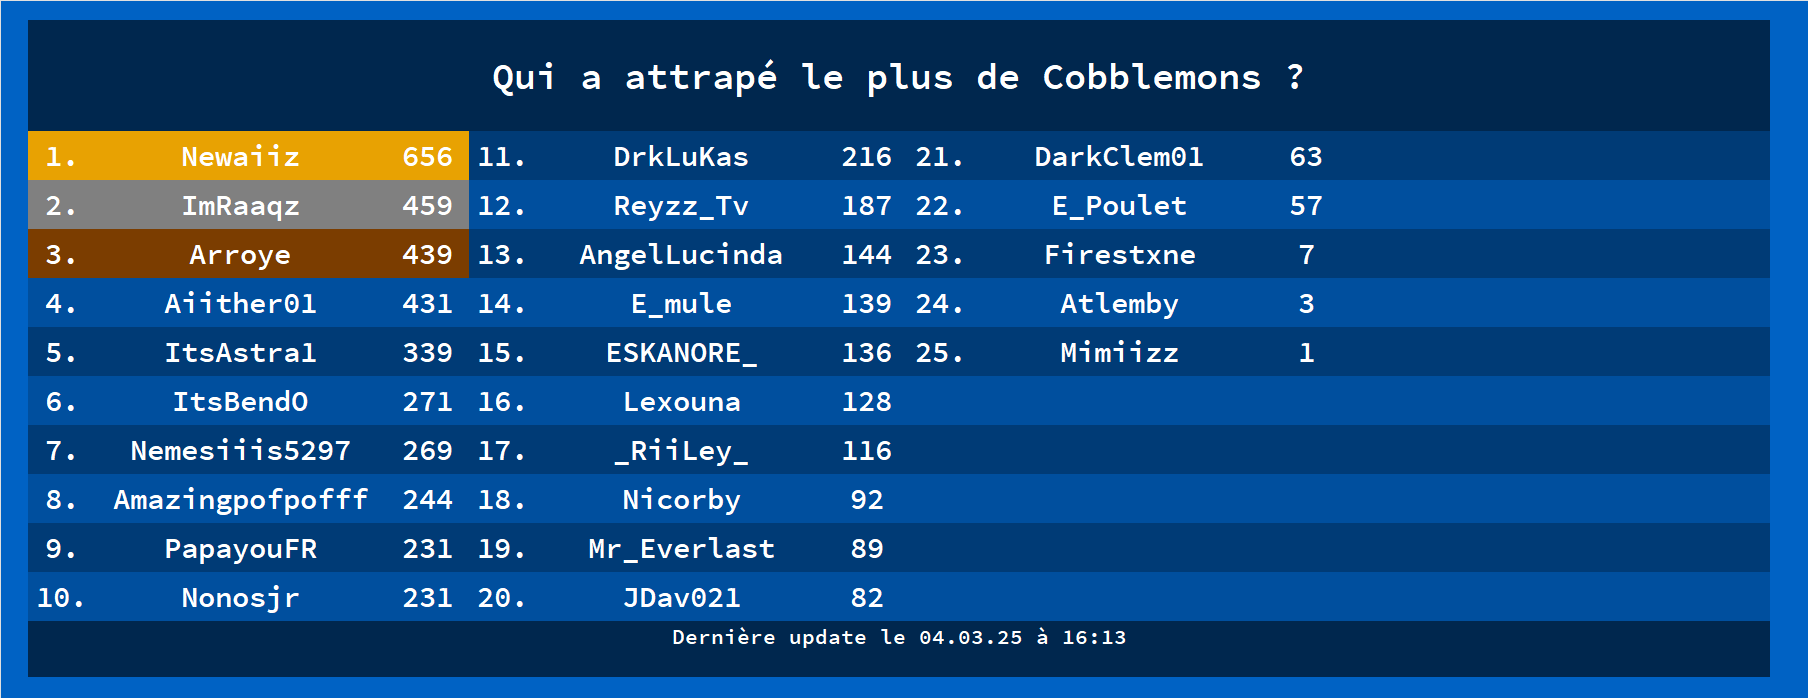 Qui a attrapé le plus de Cobblemons ?
1. Newaiiz 656 11. DrkLuKas 216 21. DarkClem01 63
2. ImRaaqz 459 12. Reyzz_Tv 187 22. E_Poulet 57
3. Arroye 439 13. AngelLucinda 144 23. Firestxne 7
4. Aiither01 431 14. E_mule 139 24. Atlemby 3
5. ItsAstra1 339 15. ESKANORE_ 136 25. Mimiizz 1
6. ItsBendO 271 16. Lexouna 128
7. Nemesiiis5297 269 17. _RiiLey_ 116
8. Amazingpofpofff 244 18. Nicorby 92
9. PapayouFR 231 19. Mr_Everlast 89
10. Nonosjr 231 20. JDav021 82
Dernière update le 04.03.25 à 16:13